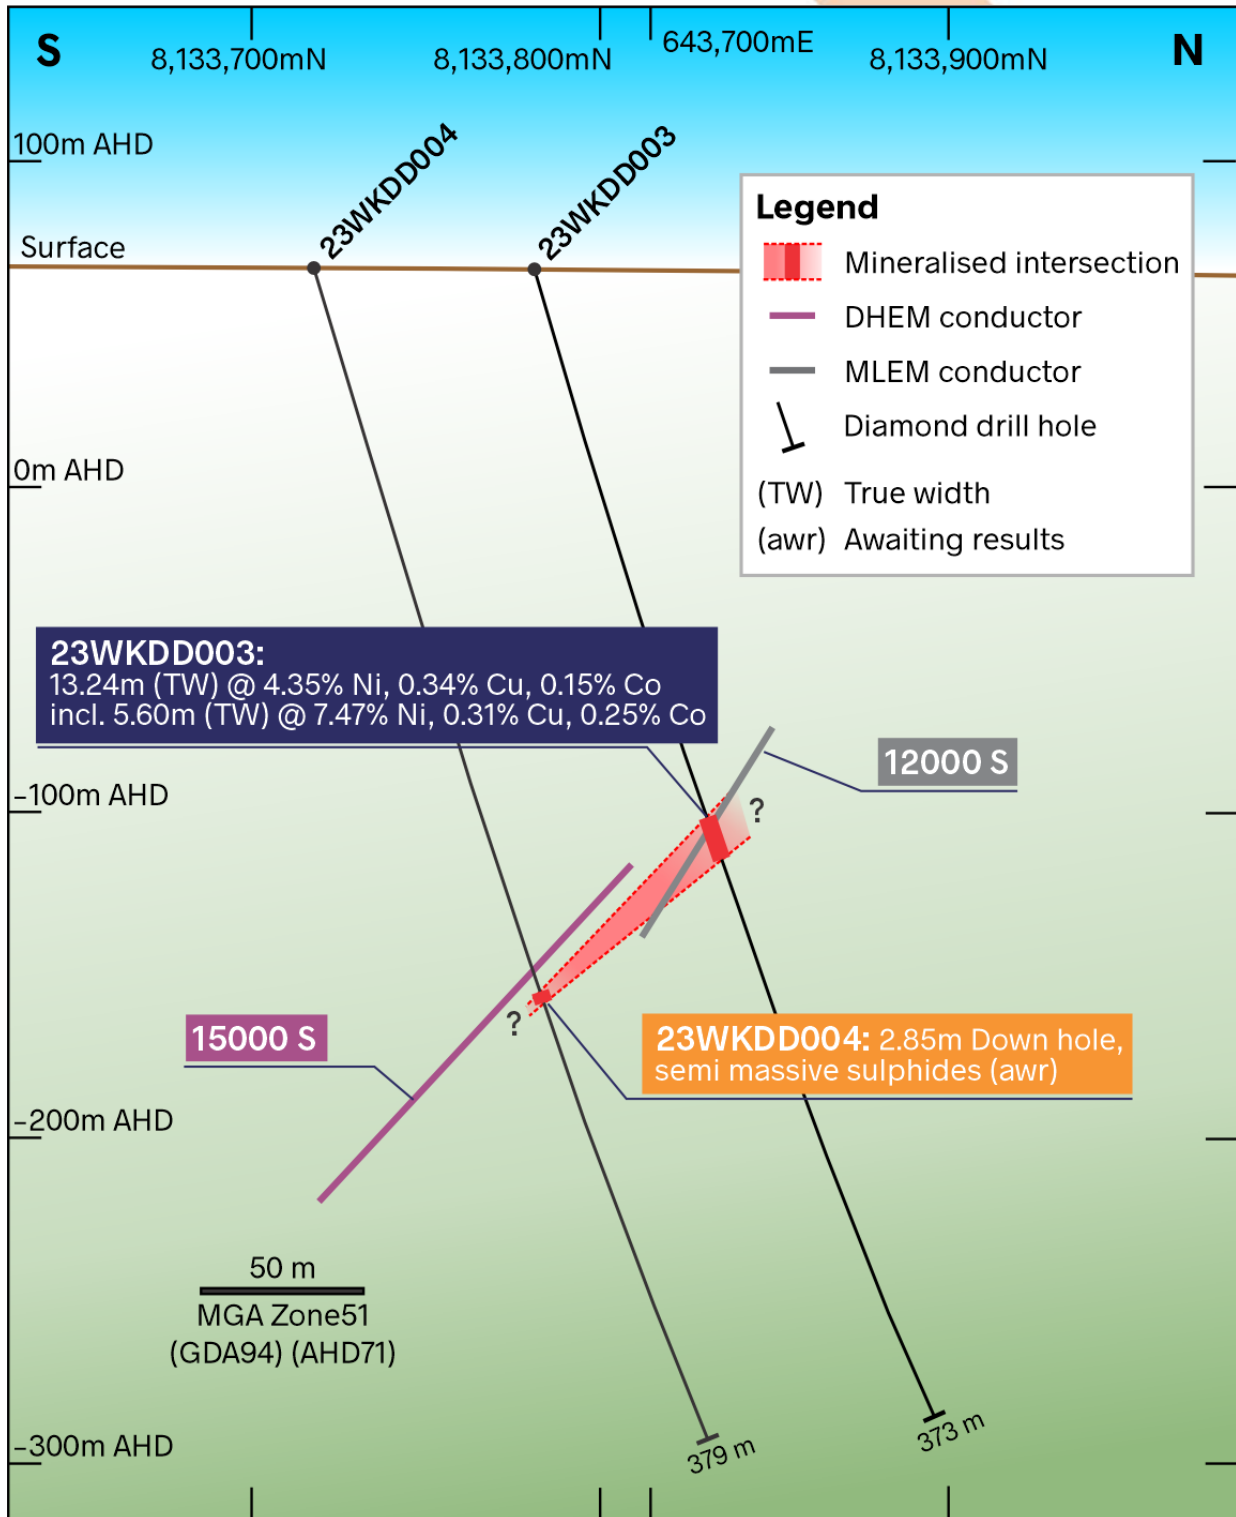 S
8,133,700mN
8,133,800mN
643,700mE
8,133,900mN
N
100m AHD
23WKDD004
23WKDD003
Surface
Legend
Mineralised intersection
DHEM conductor
MLEM conductor
Diamond drill hole
(TW) True width
(awr) Awaiting results
0m AHD
23WKDD003:
13.24m (TW) @ 4.35% Ni, 0.34% Cu, 0.15% Co
incl. 5.60m (TW) @ 7.47% Ni, 0.31% Cu, 0.25% Co
12000 S
-100m AHD
?
?
15000 S
23WKDD004: 2.85m Down hole,
semi massive sulphides (awr)
-200m AHD
50 m
MGA Zone51
(GDA94) (AHD71)
-300m AHD
379 m
373 m